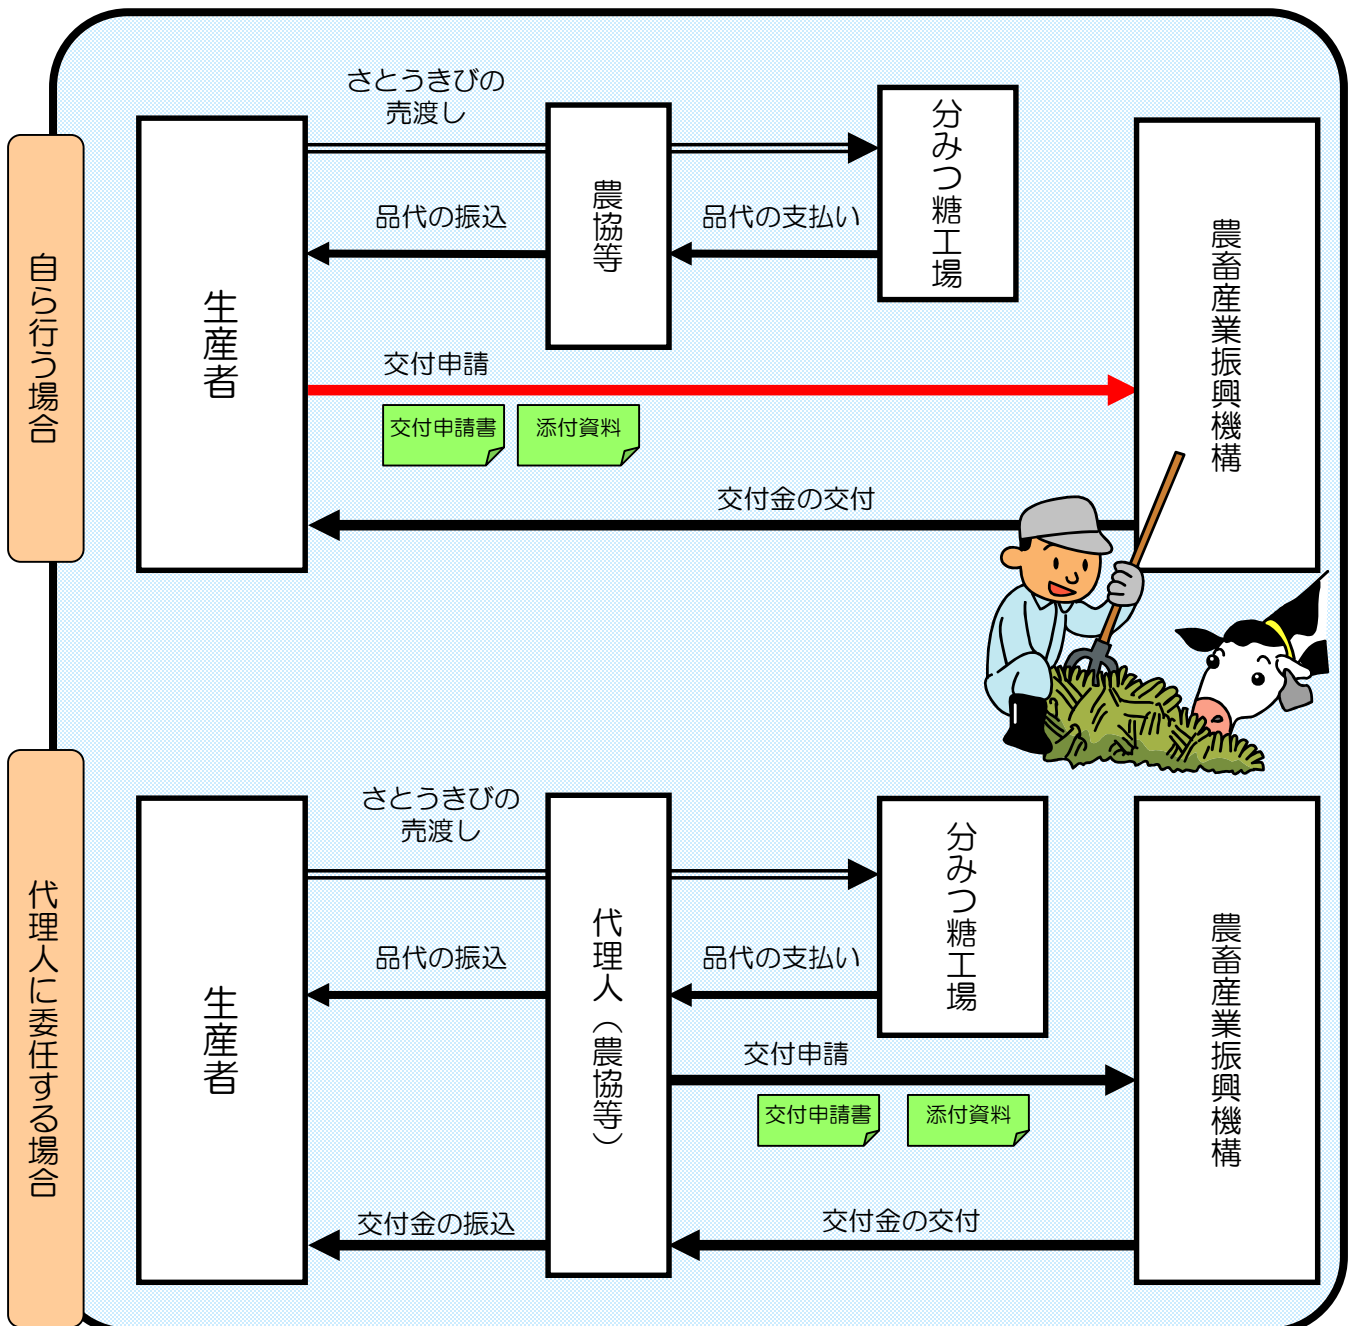 自ら行う場合
さとうきびの
売渡し
生産者
農協等
分みつ糖工場
農畜産業振興機構
品代の振込
品代の支払い
交付申請
交付申請書
添付資料
交付金の交付
代理人に委任する場合
さとうきびの
売渡し
生産者
代理人（農協等）
分みつ糖工場
農畜産業振興機構
品代の振込
品代の支払い
交付申請
交付申請書
添付資料
交付金の振込
交付金の交付